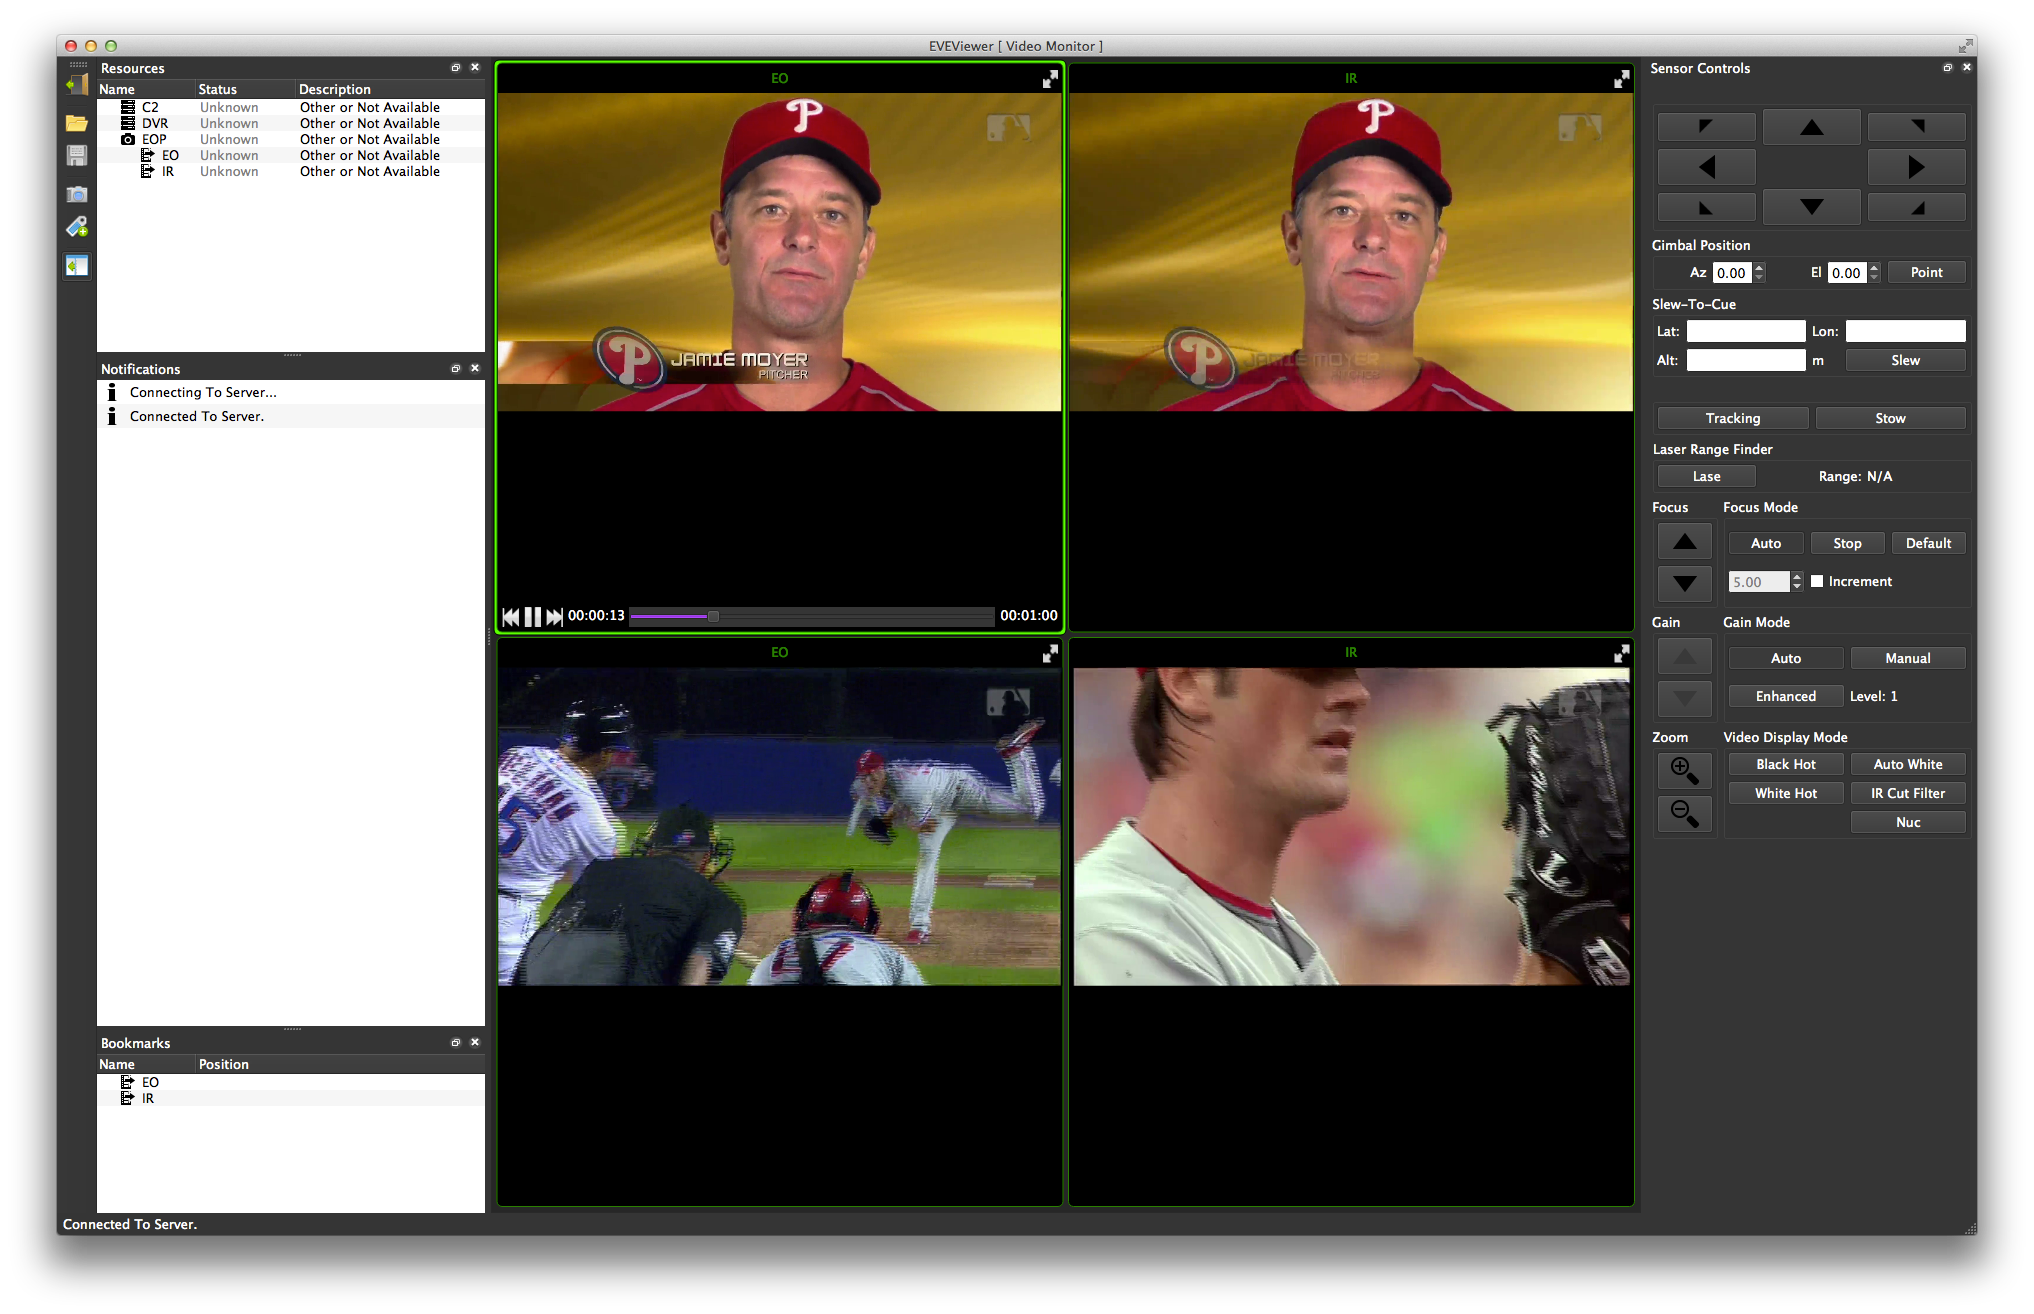 EVEViewer [ Video Monitor ]
Resources
Name Status Description
C2 Unknown Other or Not Available
DVR Unknown Other or Not Available
EOP Unknown Other or Not Available
EO Unknown Other or Not Available
IR Unknown Other or Not Available
Notifications
Connecting To Server...
Connected To Server.
Bookmarks
Name Position
EO
IR
Connected To Server.
EO
P
P JAMIE MOYER
PITCHER
00:00:13 00:01:00
IR
P
P JAMIE MOYER
PITCHER
EO
5
IR
Sensor Controls
Gimbal Position
Az 0.00 El 0.00 Point
Slew-To-Cue
Lat: Lon:
Alt: m Slew
Tracking Stow
Laser Range Finder
Lase Range: N/A
Focus Focus Mode
Auto Stop Default
5.00 Increment
Gain Gain Mode
Auto Manual
Enhanced Level: 1
Zoom Video Display Mode
Black Hot Auto White
White Hot IR Cut Filter
Nuc